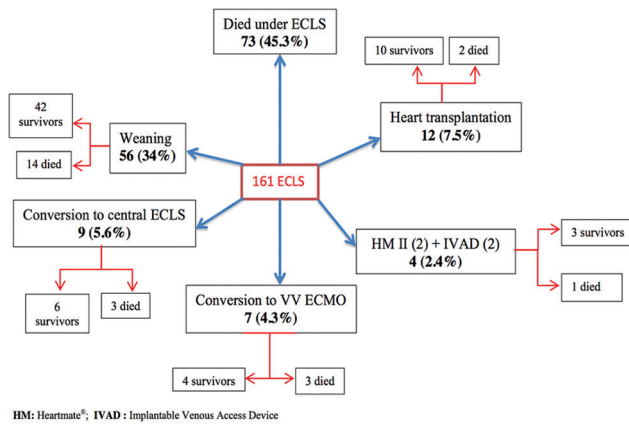 Died under ECLS
73 (45.3%)
10 survivors
2 died
42
survivors
Weaning
56 (34%)
14 died
Heart transplantation
12 (7.5%)
161 ECLS
Conversion to central ECLS
9 (5.6%)
HM II (2) + IVAD (2)
4 (2.4%)
3 survivors
1 died
6
survivors
3 died
Conversion to VV ECMO
7 (4.3%)
4 survivors
3 died
HM: Heartmate®; IVAD : Implantable Venous Access Device